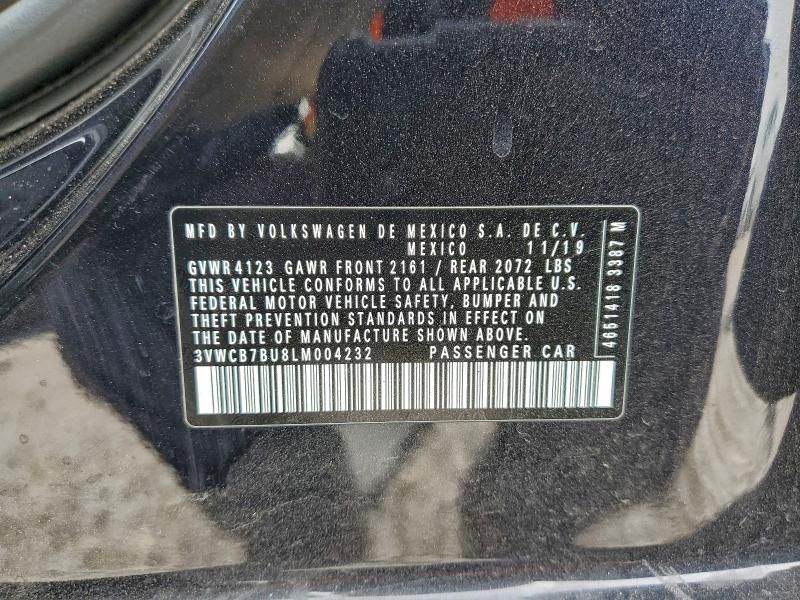 MFD BY VOLKSWAGEN DE MEXICO S.A. DE C.V.
MEXICO 11/19
GVWR 4123 GAWR FRONT 2161 / REAR 2072 LBS
THIS VEHICLE CONFORMS TO ALL APPLICABLE U.S.
FEDERAL MOTOR VEHICLE SAFETY, BUMPER AND
THEFT PREVENTION STANDARDS IN EFFECT ON
THE DATE OF MANUFACTURE SHOWN ABOVE.
3VWCB7BU8LM004232 PASSENGER CAR
4651418 3387 M